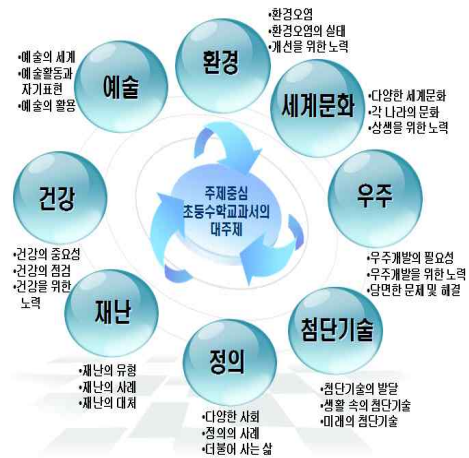 주제중심
초등수학교과서의
대주제
환경
•환경오염
•환경오염의 실태
•개선을 위한 노력
세계문화
•다양한 세계문화
•각 나라의 문화
•상생을 위한 노력
우주
•우주개발의 필요성
•우주개발을 위한 노력
•당면한 문제 및 해결
첨단기술
•첨단기술의 발달
•생활 속의 첨단기술
•미래의 첨단기술
정의
•다양한 사회
•정의의 사례
•더불어 사는 삶
재난
•재난의 유형
•재난의 사례
•재난의 대처
건강
•건강의 중요성
•건강의 점검
•건강을 위한
노력
예술
•예술의 세계
•예술활동과
자기표현
•예술의 활용